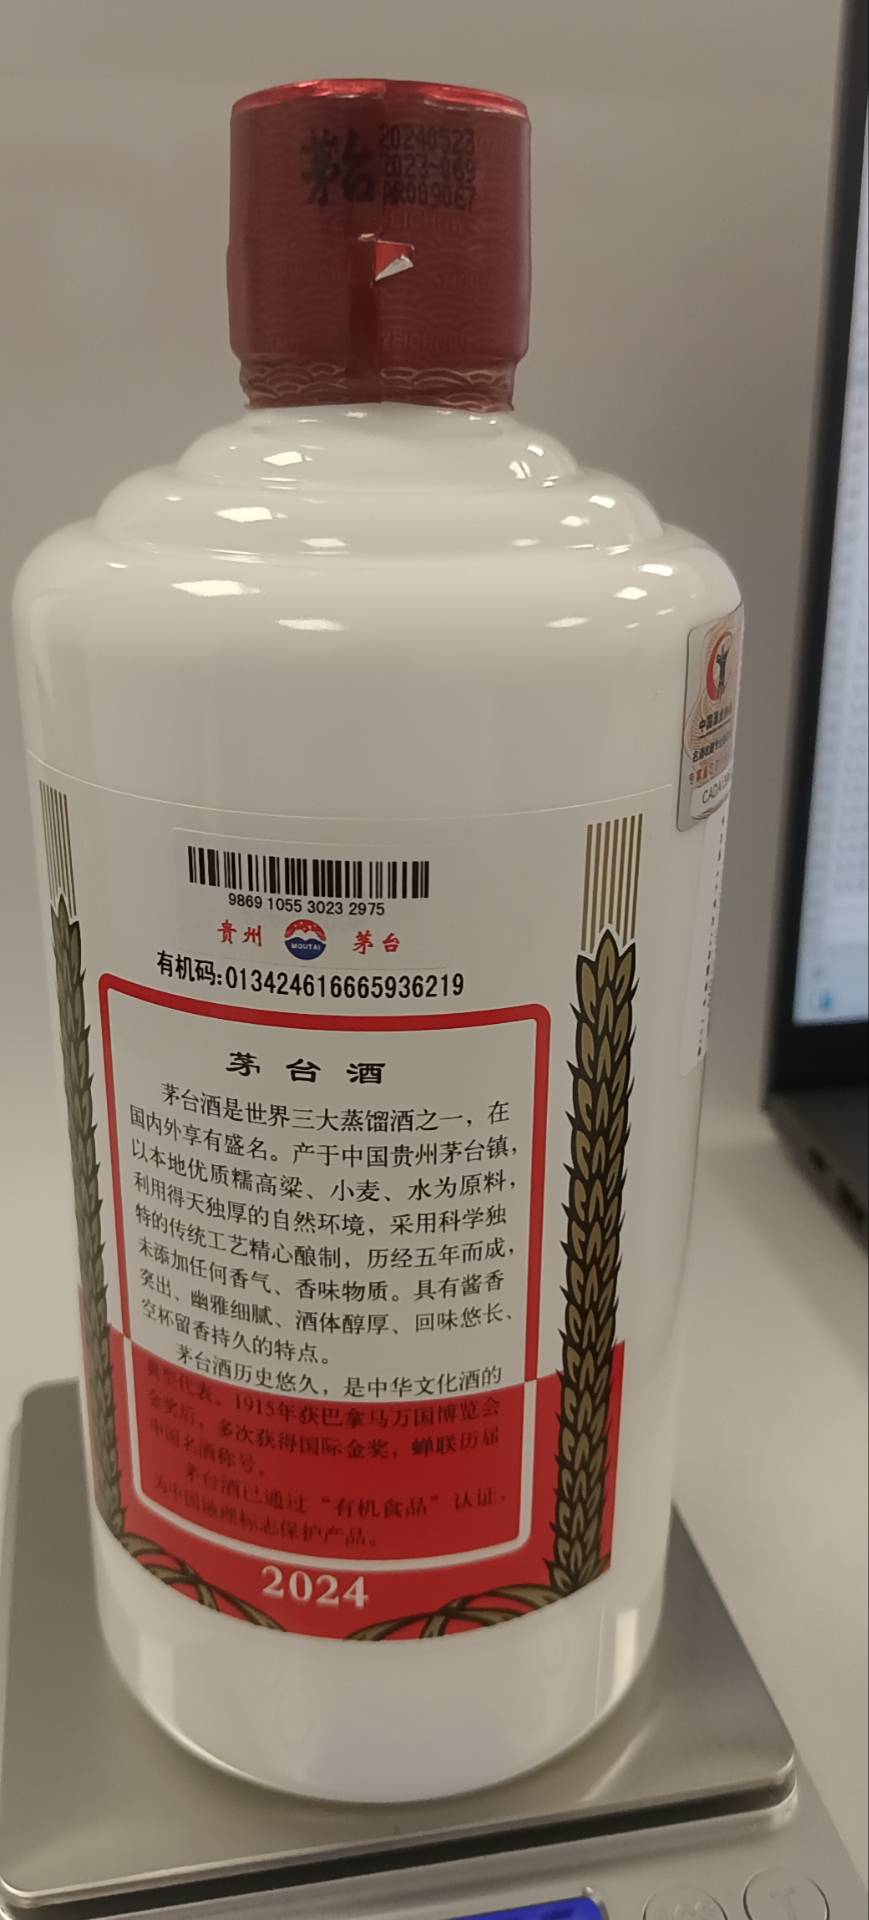 茅台
20240523
2023-069
AR009067
中国酒业协会
CADA
9869 1055 3023 2975
贵州 MOUTAI 茅台
有机码:013424616665936219
茅台酒
茅台酒是世界三大蒸馏酒之一，在
国内外享有盛名。产于中国贵州茅台镇，
以本地优质糯高粱、小麦、水为原料，
利用得天独厚的自然环境，采用科学独
特的传统工艺精心酿制，历经五年而成，
未添加任何香气、香味物质。具有酱香
突出、幽雅细腻、酒体醇厚、回味悠长、
空杯留香持久的特点。
茅台酒历史悠久，是中华文化酒的
典型代表。1915年获巴拿马万国博览会
金奖后，多次获得国际金奖，蝉联历届
中国名酒称号。
茅台酒已通过“有机食品”认证，
为中国地理标志保护产品。
2024